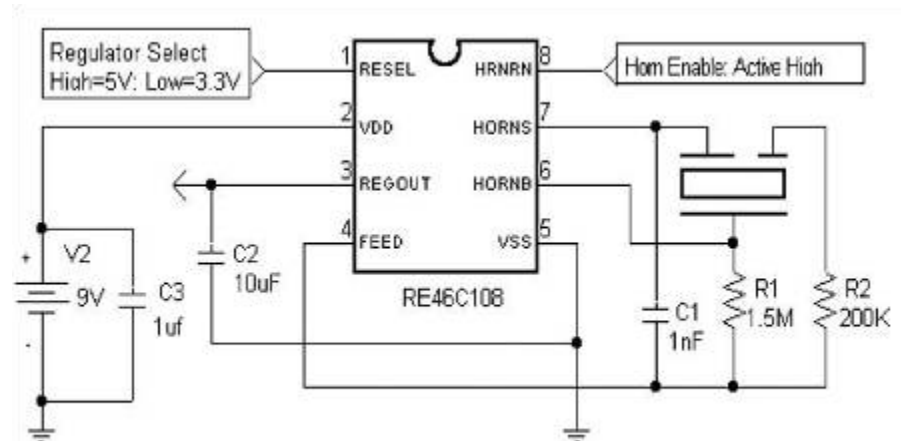 Regulator Select
High=5V: Low=3.3V
1
RESEL
HRNRN
8
Horn Enable: Active High
2
VDD
HORNS
7
3
REGOUT
HORNB
6
4
FEED
VSS
5
+
V2
9V
-
C3
1uf
C2
10uF
RE46C108
C1
1nF
R1
1.5M
R2
200K